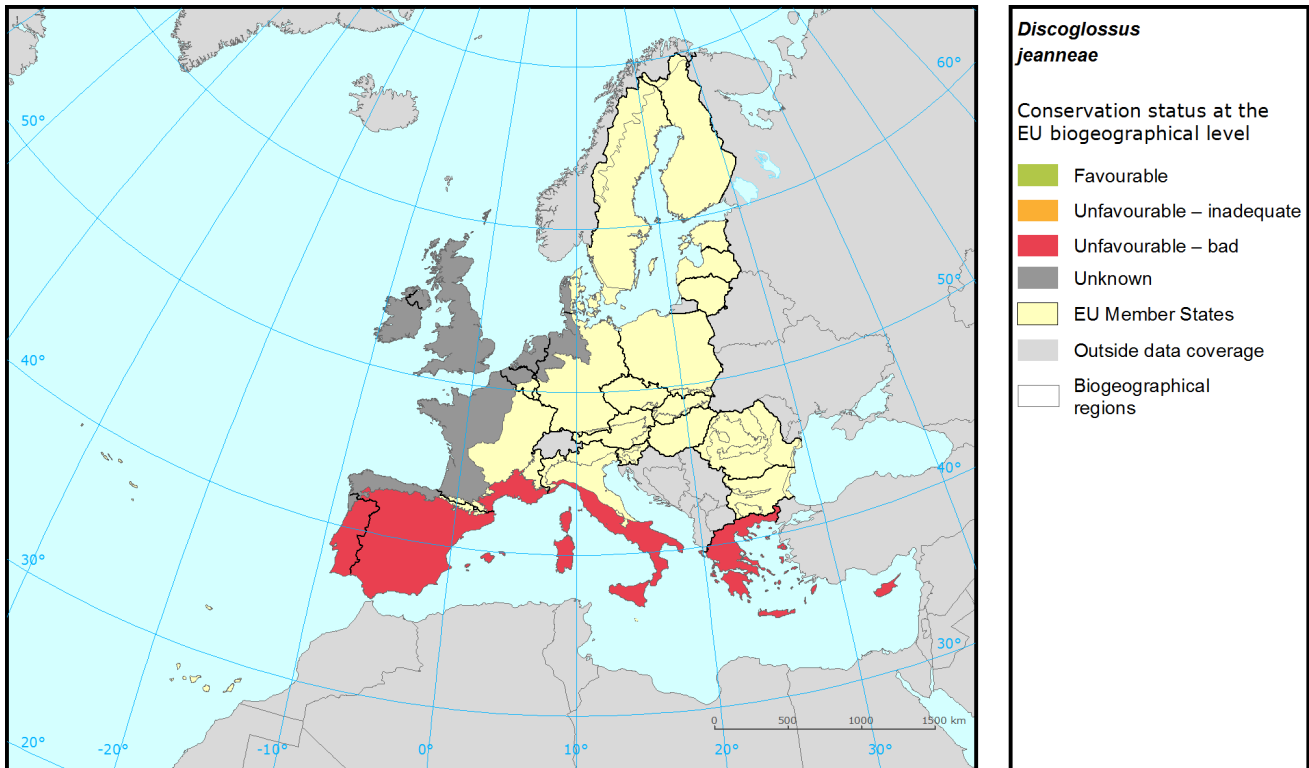 Discoglossus
jeanneae
Conservation status at the
EU biogeographical level
Favourable
Unfavourable – inadequate
Unfavourable – bad
Unknown
EU Member States
Outside data coverage
Biogeographical
regions
60°
50°
50°
40°
40°
30°
30°
20°
-20°
-10°
0°
10°
20°
30°
0 500 1000 1500 km